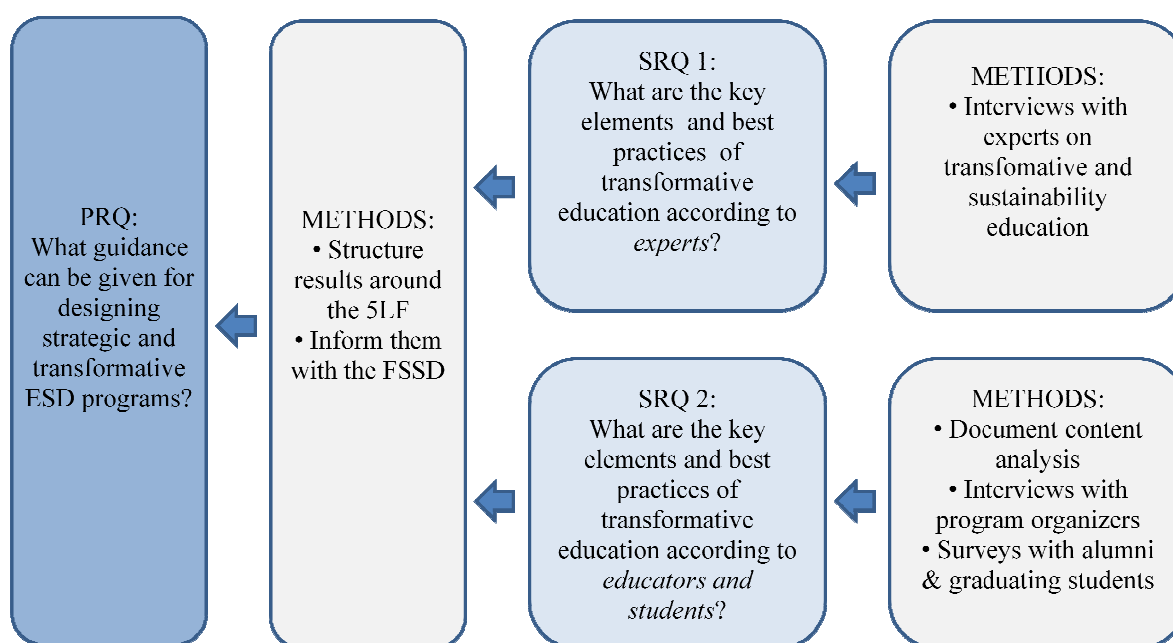 PRQ:
What guidance
can be given for
designing
strategic and
transformative
ESD programs?
METHODS:
• Structure
results around
the 5LF
• Inform them
with the FSSD
SRQ 1:
What are the key
elements and best
practices of
transformative
education according to
experts?
METHODS:
• Interviews with
experts on
transfomative and
sustainability
education
SRQ 2:
What are the key
elements and best
practices of
transformative
education according to
educators and
students?
METHODS:
• Document content
analysis
• Interviews with
program organizers
• Surveys with alumni
& graduating students